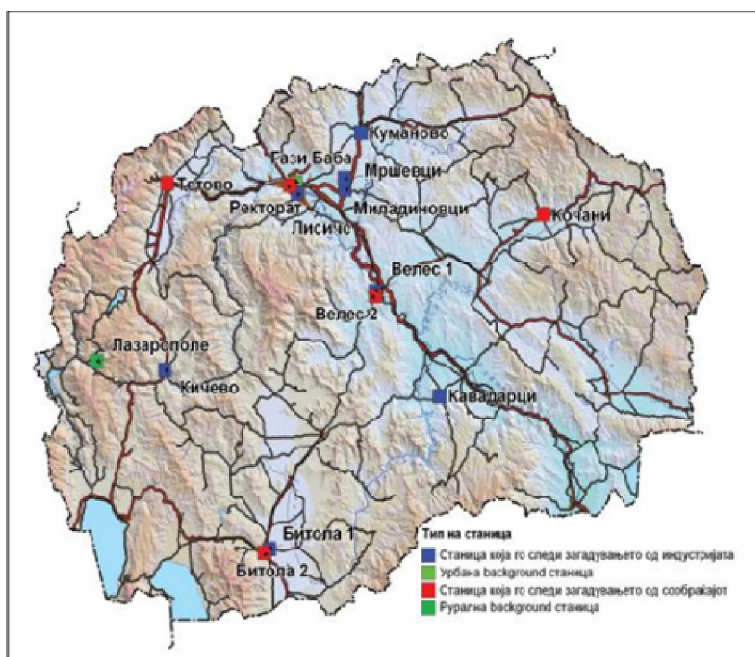 Куманово
Гази Баба
Мршевци
Тетово
Ректорат
Миладиновци
Кочани
Лисиче
Велес 1
Велес 2
Лазарополе
Кичево
Кавадарци
Битола 1
Битола 2
Тип на станица
Станица која го следи загадувањето од индустријата
Урбана background станица
Станица која го следи загадувањето од сообраќајот
Рурална background станица